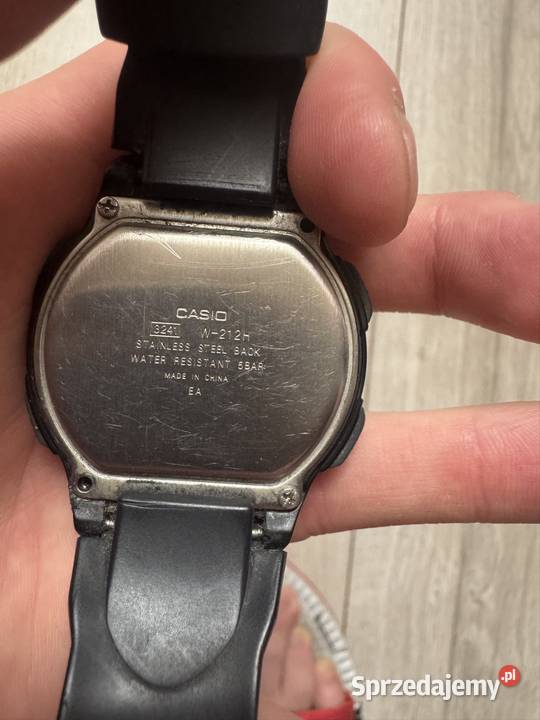 CASIO
3241 W-212H
STAINLESS STEEL BACK
WATER RESISTANT 5BAR
MADE IN CHINA
EA
Sprzedajemy.pl